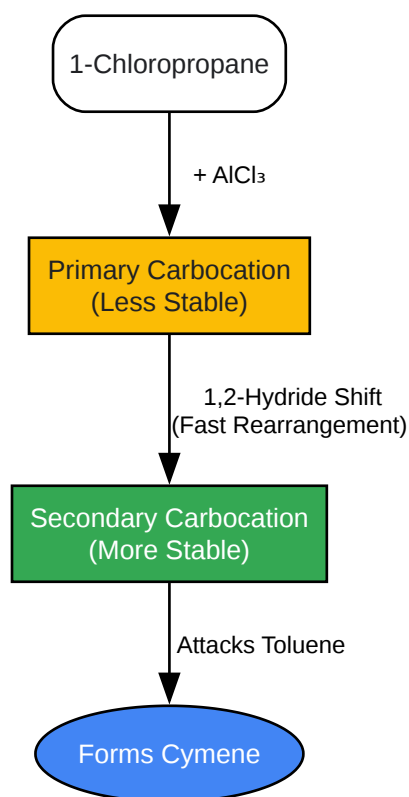 1-Chloropropane
+ AlCl₃
Primary Carbocation
(Less Stable)
1,2-Hydride Shift
(Fast Rearrangement)
Secondary Carbocation
(More Stable)
Attacks Toluene
Forms Cymene